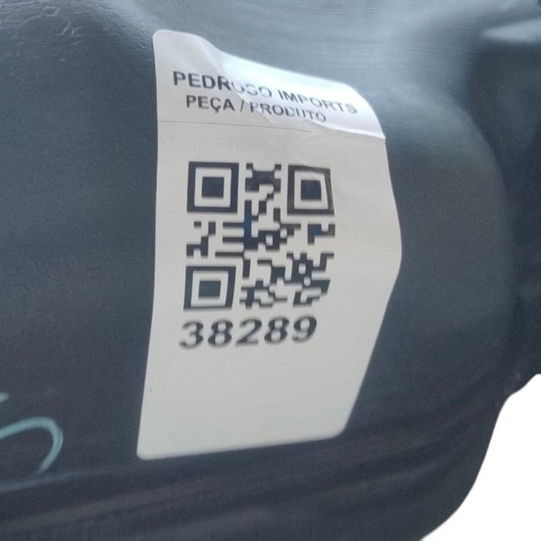 PEDROSO IMPORTS
PEÇA / PRODUTO
38289